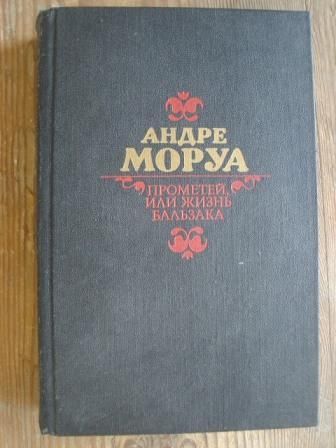 АНДРЕ
МОРУА
ПРОМЕТЕЙ,
ИЛИ ЖИЗНЬ
БАЛЬЗАКА